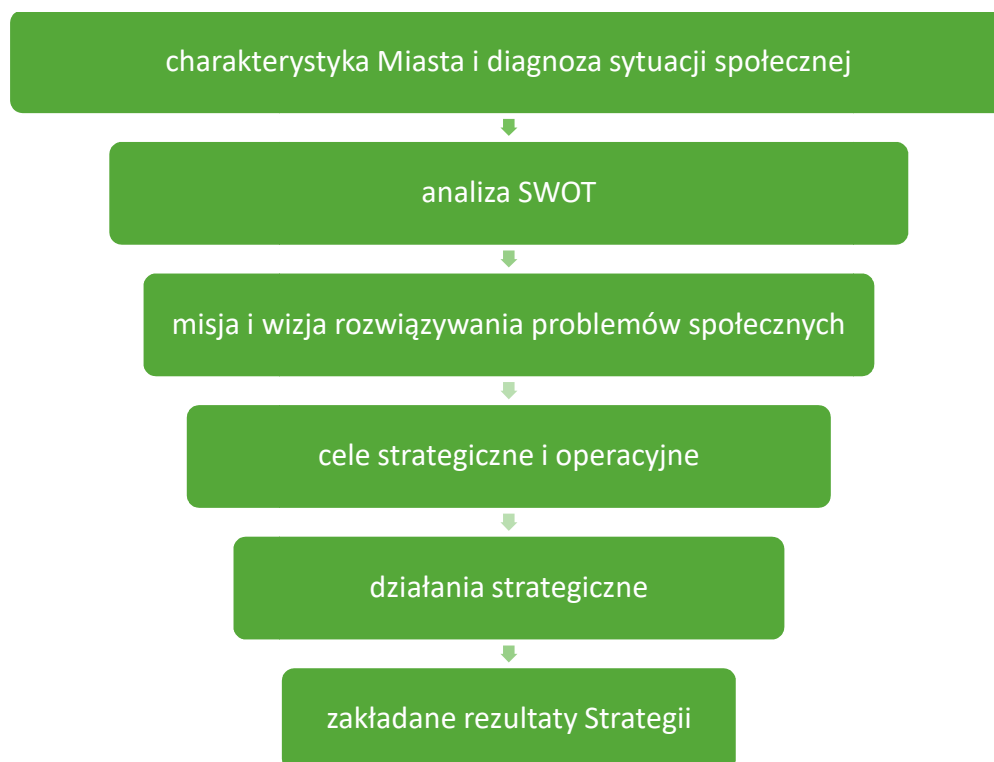 charakterystyka Miasta i diagnoza sytuacji społecznej
analiza SWOT
misja i wizja rozwiązywania problemów społecznych
cele strategiczne i operacyjne
działania strategiczne
zakładane rezultaty Strategii